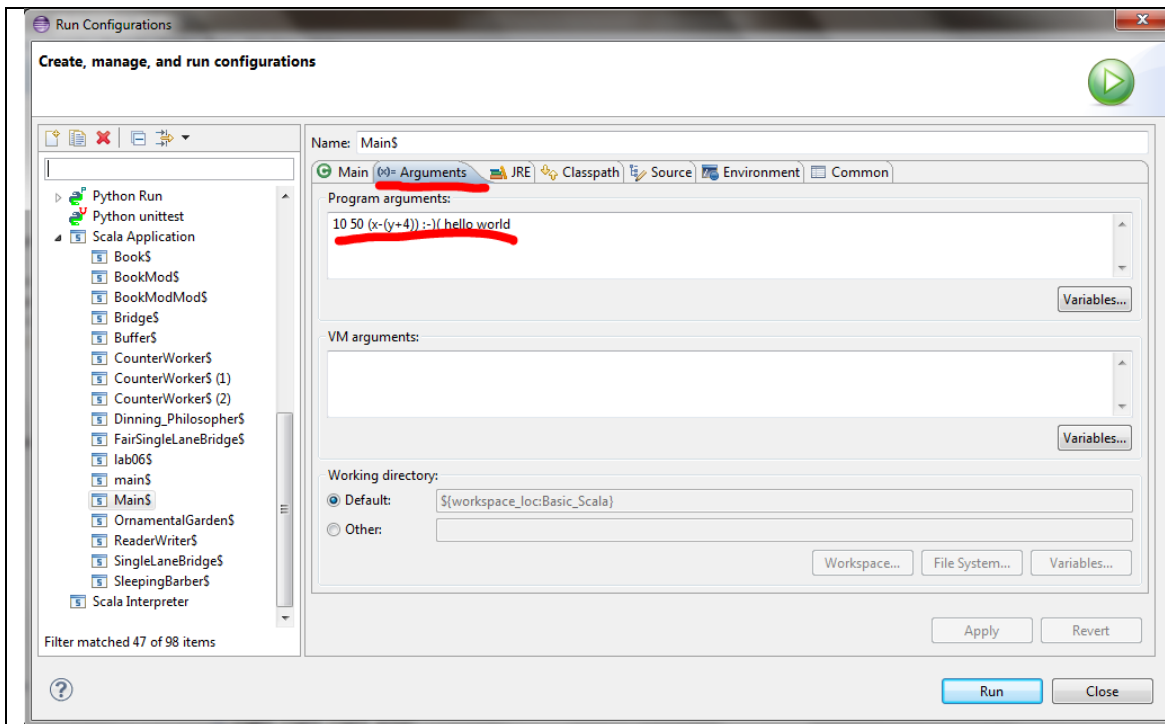 Run Configurations
Create, manage, and run configurations
Python Run
Python unittest
Scala Application
Book$
BookMod$
BookModMod$
Bridge$
Buffer$
CounterWorker$
CounterWorker$ (1)
CounterWorker$ (2)
Dinning_Philosopher$
FairSingleLaneBridge$
lab06$
main$
Main$
OrnamentalGarden$
ReaderWriter$
SingleLaneBridge$
SleepingBarber$
Scala Interpreter
Filter matched 47 of 98 items
Name: Main$
Main (x)= Arguments JRE Classpath Source Environment Common
Program arguments:
10 50 (x-(y+4)) :-)( hello world
Variables...
VM arguments:
Variables...
Working directory:
Default: ${workspace_loc:Basic_Scala}
Other:
Workspace... File System... Variables...
Apply Revert
Run Close